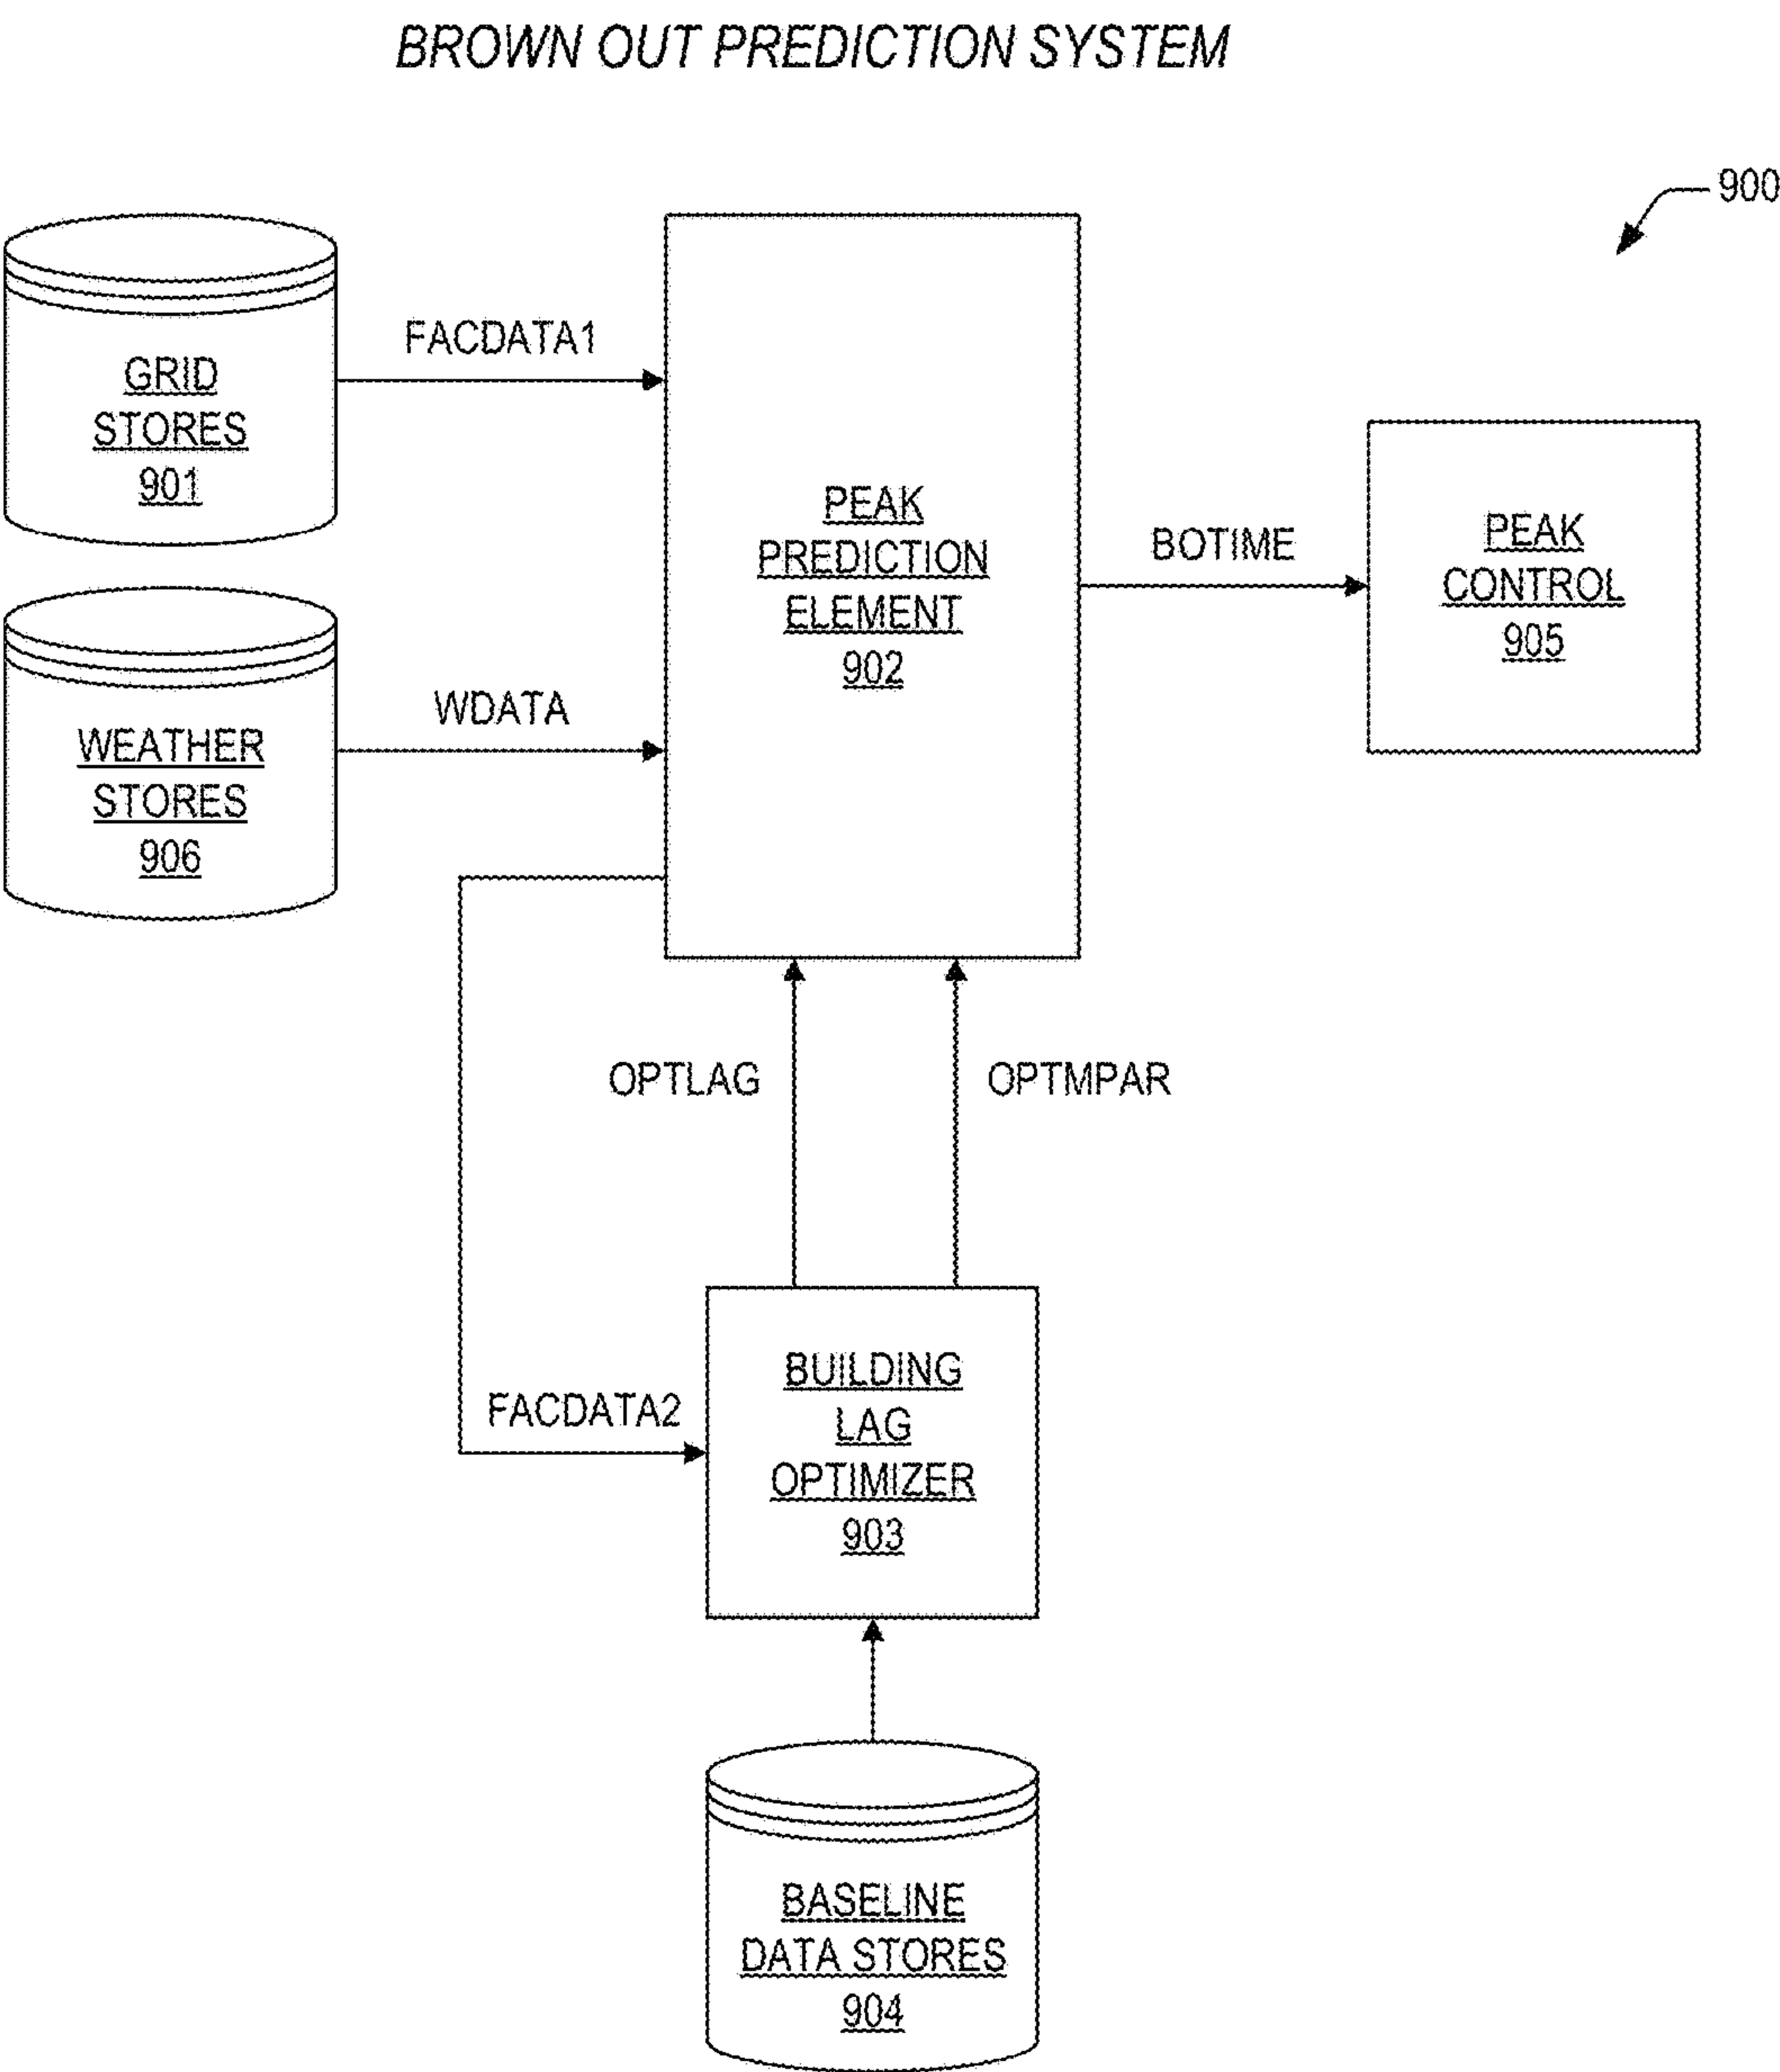 BROWN OUT PREDICTION SYSTEM
900
GRID
STORES
901
FACDATA1
WEATHER
STORES
906
WDATA
PEAK
PREDICTION
ELEMENT
902
BOTIME
PEAK
CONTROL
905
OPTLAG
OPTMPAR
FACDATA2
BUILDING
LAG
OPTIMIZER
903
BASELINE
DATA STORES
904